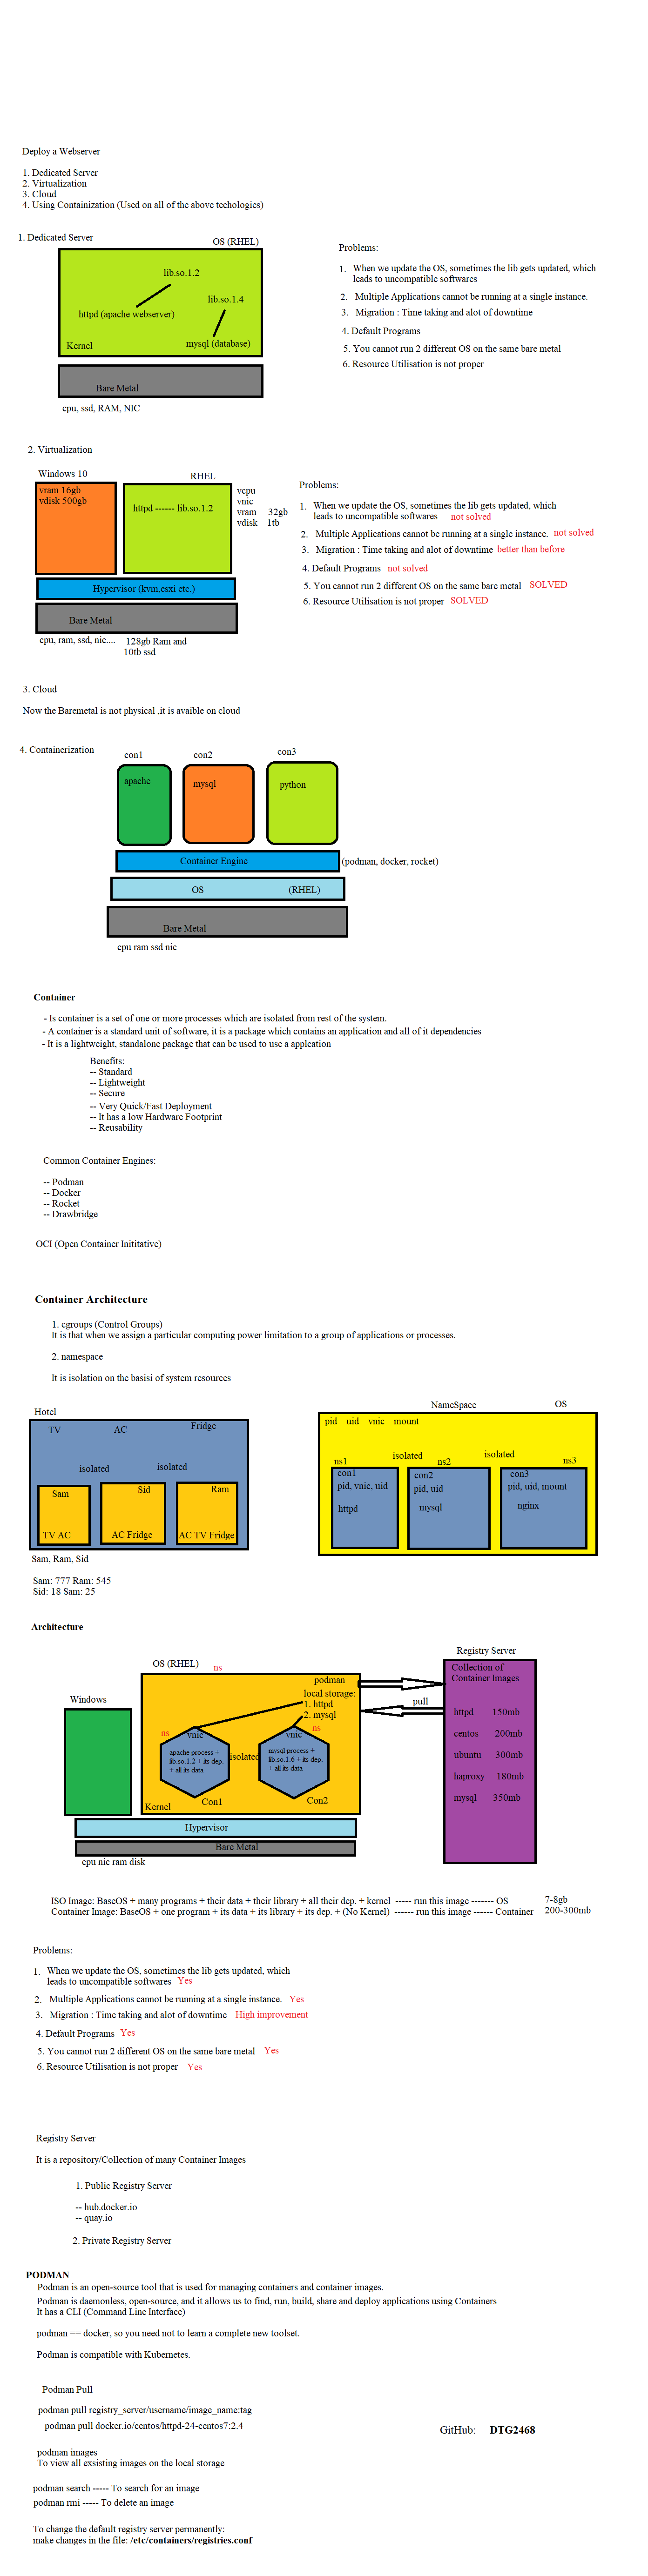 Deploy a Webserver
1. Dedicated Server
2. Virtualization
3. Cloud
4. Using Containization (Used on all of the above techologies)
1. Dedicated Server
OS (RHEL)
lib.so.1.2
lib.so.1.4
httpd (apache webserver)
Kernel
mysql (database)
Bare Metal
cpu, ssd, RAM, NIC
Problems:
1. When we update the OS, sometimes the lib gets updated, which
leads to uncompatible softwares
2. Multiple Applications cannot be running at a single instance.
3. Migration : Time taking and alot of downtime
4. Default Programs
5. You cannot run 2 different OS on the same bare metal
6. Resource Utilisation is not proper
2. Virtualization
Windows 10
RHEL
vram 16gb
vdisk 500gb
httpd ------ lib.so.1.2
vcpu
vnic
vram 32gb
vdisk 1tb
Hypervisor (kvm,esxi etc.)
Bare Metal
cpu, ram, ssd, nic....
128gb Ram and
10tb ssd
Problems:
1. When we update the OS, sometimes the lib gets updated, which
leads to uncompatible softwares not solved
2. Multiple Applications cannot be running at a single instance. not solved
3. Migration : Time taking and alot of downtime better than before
4. Default Programs not solved
5. You cannot run 2 different OS on the same bare metal SOLVED
6. Resource Utilisation is not proper SOLVED
3. Cloud
Now the Baremetal is not physical ,it is avaible on cloud
4. Containerization
con1
con2
con3
apache
mysql
python
Container Engine
(podman, docker, rocket)
OS (RHEL)
Bare Metal
cpu ram ssd nic
Container
- Is container is a set of one or more processes which are isolated from rest of the system.
- A container is a standard unit of software, it is a package which contains an application and all of it dependencies
- It is a lightweight, standalone package that can be used to use a applcation
Benefits:
-- Standard
-- Lightweight
-- Secure
-- Very Quick/Fast Deployment
-- It has a low Hardware Footprint
-- Reusability
Common Container Engines:
-- Podman
-- Docker
-- Rocket
-- Drawbridge
OCI (Open Container Inititative)
Container Architecture
1. cgroups (Control Groups)
It is that when we assign a particular computing power limitation to a group of applications or processes.
2. namespace
It is isolation on the basisi of system resources
Hotel
TV
AC
Fridge
isolated
isolated
Sam
Sid
Ram
TV AC
AC Fridge
AC TV Fridge
Sam, Ram, Sid
Sam: 777 Ram: 545
Sid: 18 Sam: 25
NameSpace
OS
pid uid vnic mount
isolated
isolated
ns1
ns2
ns3
con1
pid, vnic, uid
httpd
con2
pid, uid
mysql
con3
pid, uid, mount
nginx
Architecture
OS (RHEL)
ns
Windows
podman
local storage:
1. httpd
2. mysql
ns
vnic
vnic
ns
apache process +
lib.so.1.2 + its dep.
+ all its data
isolated
mysql process +
lib.so.1.6 + its dep.
+ all its data
Kernel
Con1
Con2
Hypervisor
Bare Metal
cpu nic ram disk
pull
Registry Server
Collection of
Container Images
httpd 150mb
centos 200mb
ubuntu 300mb
haproxy 180mb
mysql 350mb
ISO Image: BaseOS + many programs + their data + their library + all their dep. + kernel ----- run this image ------- OS 7-8gb
Container Image: BaseOS + one program + its data + its library + its dep. + (No Kernel) ------ run this image ------ Container 200-300mb
Problems:
1. When we update the OS, sometimes the lib gets updated, which
leads to uncompatible softwares Yes
2. Multiple Applications cannot be running at a single instance. Yes
3. Migration : Time taking and alot of downtime High improvement
4. Default Programs Yes
5. You cannot run 2 different OS on the same bare metal Yes
6. Resource Utilisation is not proper Yes
Registry Server
It is a repository/Collection of many Container Images
1. Public Registry Server
-- hub.docker.io
-- quay.io
2. Private Registry Server
PODMAN
Podman is an open-source tool that is used for managing containers and container images.
Podman is daemonless, open-source, and it allows us to find, run, build, share and deploy applications using Containers
It has a CLI (Command Line Interface)
podman == docker, so you need not to learn a complete new toolset.
Podman is compatible with Kubernetes.
Podman Pull
podman pull registry_server/username/image_name:tag
podman pull docker.io/centos/httpd-24-centos7:2.4
GitHub: DTG2468
podman images
To view all exsisting images on the local storage
podman search ----- To search for an image
podman rmi ----- To delete an image
To change the default registry server permanently:
make changes in the file: /etc/containers/registries.conf